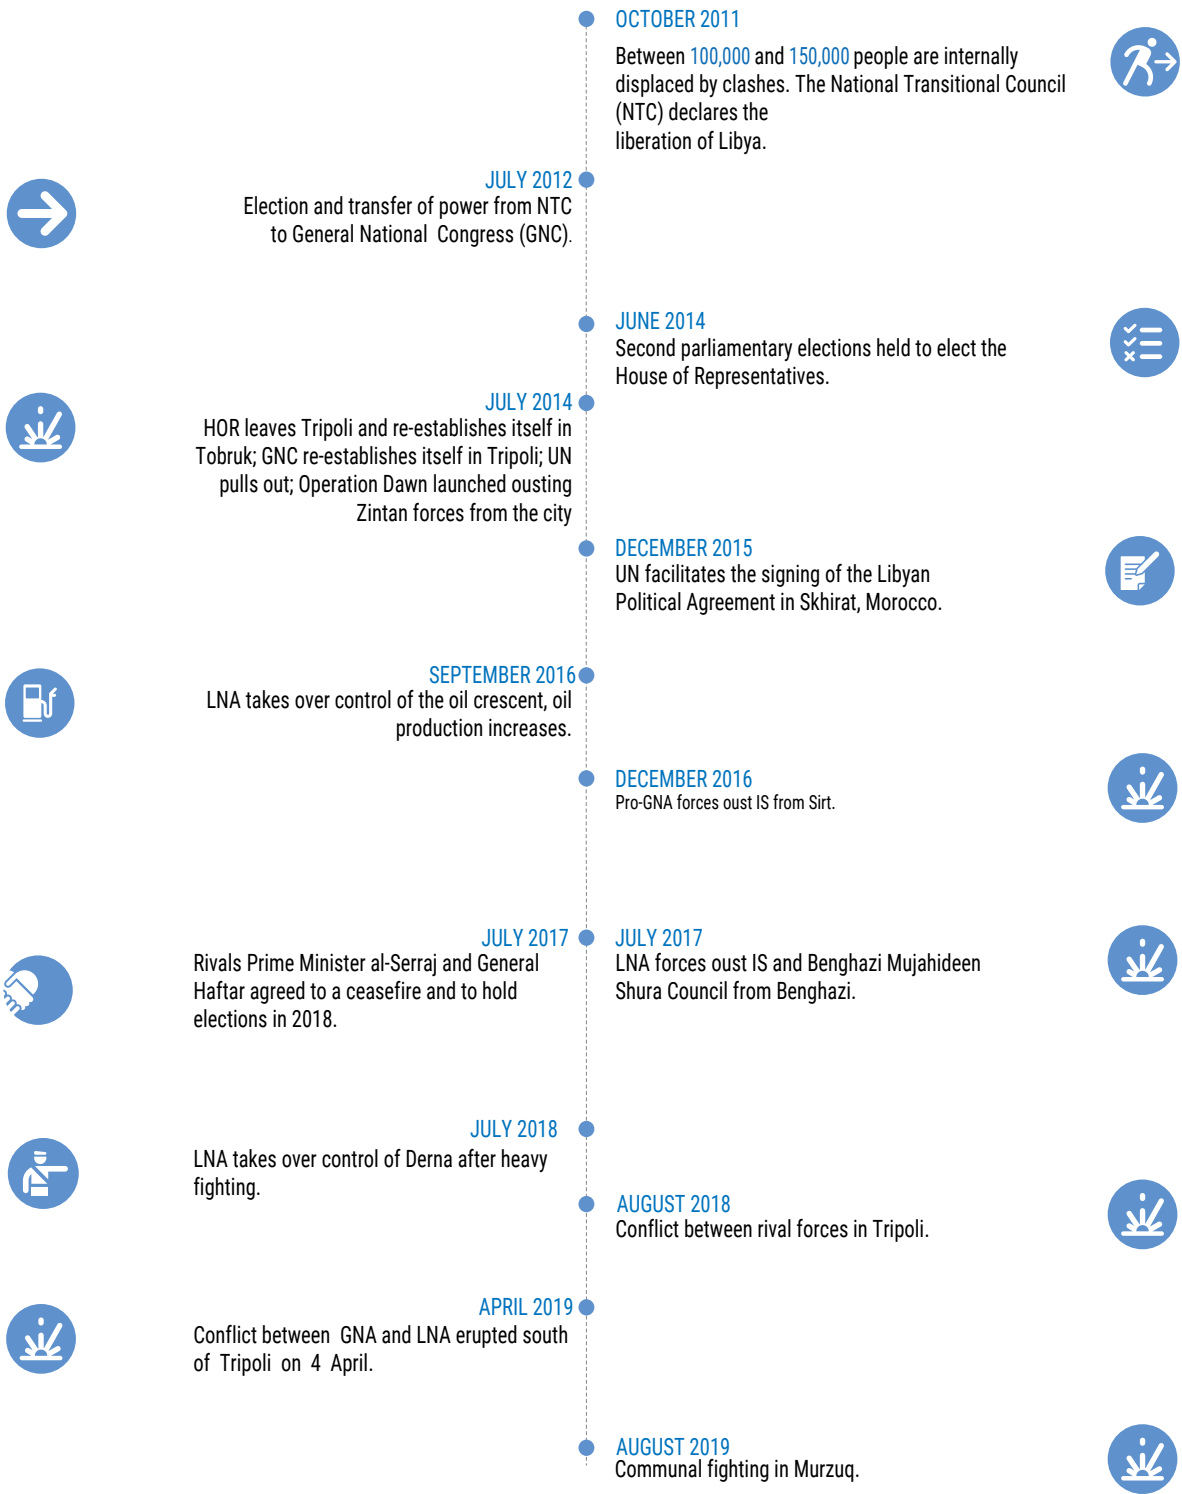 OCTOBER 2011
Between 100,000 and 150,000 people are internally
displaced by clashes. The National Transitional Council
(NTC) declares the
liberation of Libya.
JULY 2012
Election and transfer of power from NTC
to General National Congress (GNC).
JUNE 2014
Second parliamentary elections held to elect the
House of Representatives.
JULY 2014
HOR leaves Tripoli and re-establishes itself in
Tobruk; GNC re-establishes itself in Tripoli; UN
pulls out; Operation Dawn launched ousting
Zintan forces from the city
DECEMBER 2015
UN facilitates the signing of the Libyan
Political Agreement in Skhirat, Morocco.
SEPTEMBER 2016
LNA takes over control of the oil crescent, oil
production increases.
DECEMBER 2016
Pro-GNA forces oust IS from Sirt.
JULY 2017
Rivals Prime Minister al-Serraj and General
Haftar agreed to a ceasefire and to hold
elections in 2018.
JULY 2017
LNA forces oust IS and Benghazi Mujahideen
Shura Council from Benghazi.
JULY 2018
LNA takes over control of Derna after heavy
fighting.
AUGUST 2018
Conflict between rival forces in Tripoli.
APRIL 2019
Conflict between GNA and LNA erupted south
of Tripoli on 4 April.
AUGUST 2019
Communal fighting in Murzuq.